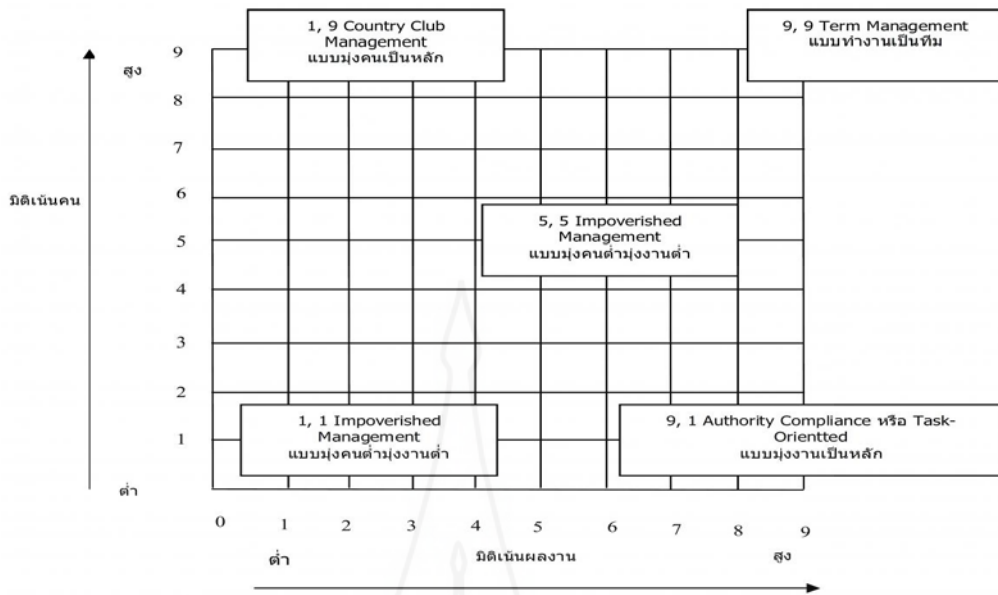 1, 9 Country Club
Management
แบบมุ่งคนเป็นหลัก
9, 9 Term Management
แบบทำงานเป็นทีม
9
สูง
8
7
6
มิติเน้นคน
5, 5 Impoverished
Management
แบบมุ่งคนต่ำมุ่งงานต่ำ
5
4
3
2
1, 1 Impoverished
Management
แบบมุ่งคนต่ำมุ่งงานต่ำ
9, 1 Authority Compliance หรือ Task-
Orientted
แบบมุ่งงานเป็นหลัก
1
ต่ำ
0 1 2 3 4 5 6 7 8 9
ต่ำ มิติเน้นผลงาน สูง